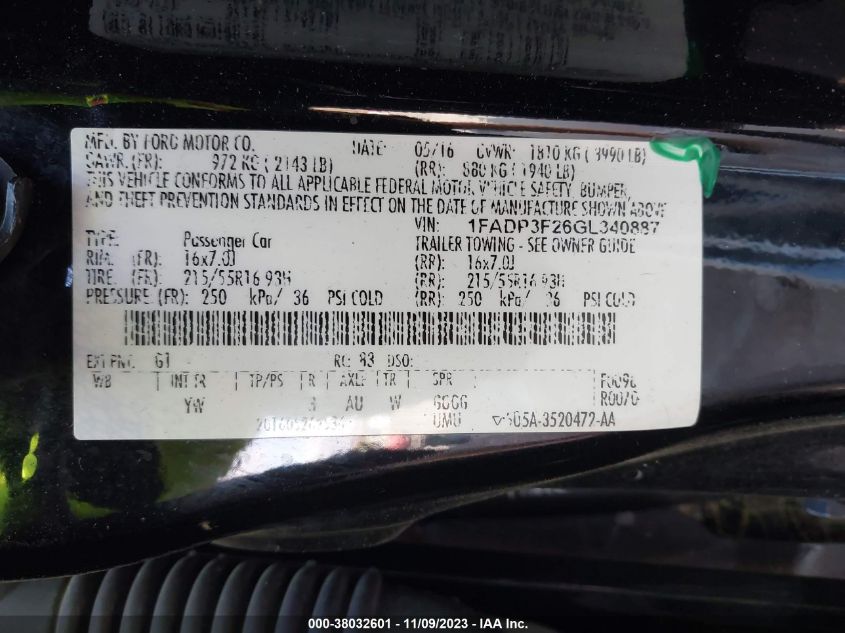 MFD. BY FORD MOTOR CO. DATE: 05/16 GVWR: 1810 KG ( 3990 LB)
GAWR: (FR): 972 KG ( 2143 LB) (RR): 880 KG ( 1940 LB)
THIS VEHICLE CONFORMS TO ALL APPLICABLE FEDERAL MOTOR VEHICLE SAFETY, BUMPER,
AND THEFT PREVENTION STANDARDS IN EFFECT ON THE DATE OF MANUFACTURE SHOWN ABOVE
VIN: 1FADP3F26GL340887
TYPE: Passenger Car TRAILER TOWING - SEE OWNER GUIDE
RIM: (FR): 16x7.0J (RR): 16x7.0J
TIRE: (FR): 215/55R16 93H (RR): 215/55R16 93H
PRESSURE (FR): 250 kPa/ 36 PSI COLD (RR): 250 kPa/ 36 PSI COLD
EXT PNT: G1 RC: 83 DSO:
WB INT TR TP/PS R AXLE TR SPR
YW 3 AU W GGGG
UMU 5A-3520472-AA
000-38032601 - 11/09/2023 - IAA Inc.